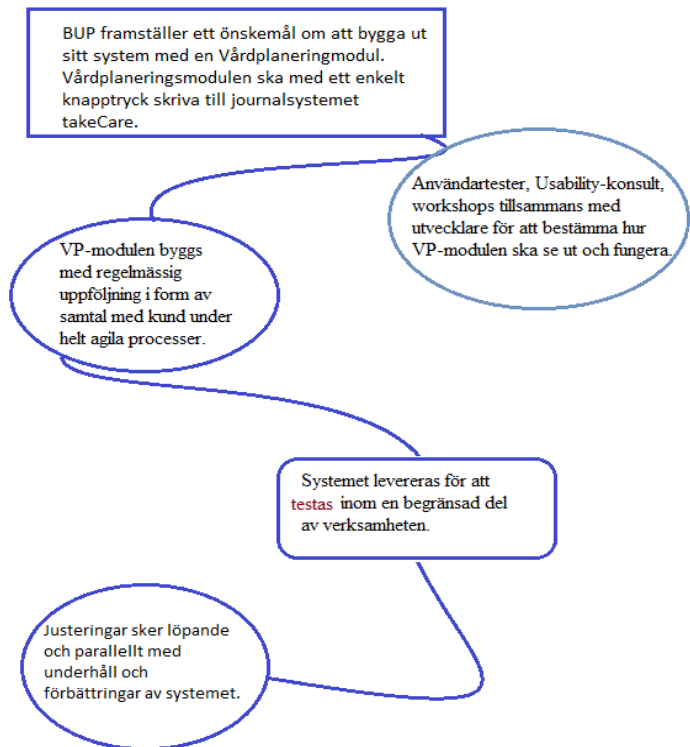 BUP framställer ett önskemål om att bygga ut
sitt system med en Vårdplaneringmodul.
Vårdplaneringsmodulen ska med ett enkelt
knapptryck skriva till journalsystemet
takeCare.
Användartester, Usability-konsult,
workshops tillsammans med
utvecklare för att bestämma hur
VP-modulen ska se ut och fungera.
VP-modulen byggs
med regelmässig
uppföljning i form av
samtal med kund under
helt agila processer.
Systemet levereras för att
testas inom en begränsad del
av verksamheten.
Justeringar sker löpande
och parallellt med
underhåll och
förbättringar av systemet.